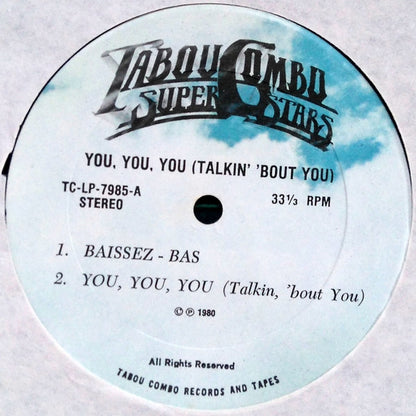 TABOU COMBO
SUPER STARS
YOU, YOU, YOU (TALKIN' 'BOUT YOU)
TC-LP-7985-A
STEREO
33⅓ RPM
1. BAISSEZ - BAS
2. YOU, YOU, YOU (Talkin, 'bout You)
© ℗ 1980
All Rights Reserved
TABOU COMBO RECORDS AND TAPES